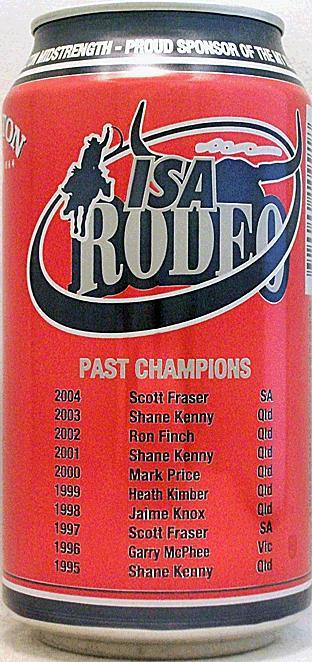 MIDSTRENGTH - PROUD SPONSOR OF THE
TON
ISA
RODEO
PAST CHAMPIONS
2004 Scott Fraser SA
2003 Shane Kenny Qld
2002 Ron Finch Qld
2001 Shane Kenny Qld
2000 Mark Price Qld
1999 Heath Kimber Qld
1998 Jaime Knox Qld
1997 Scott Fraser SA
1996 Garry McPhee Vic
1995 Shane Kenny Qld